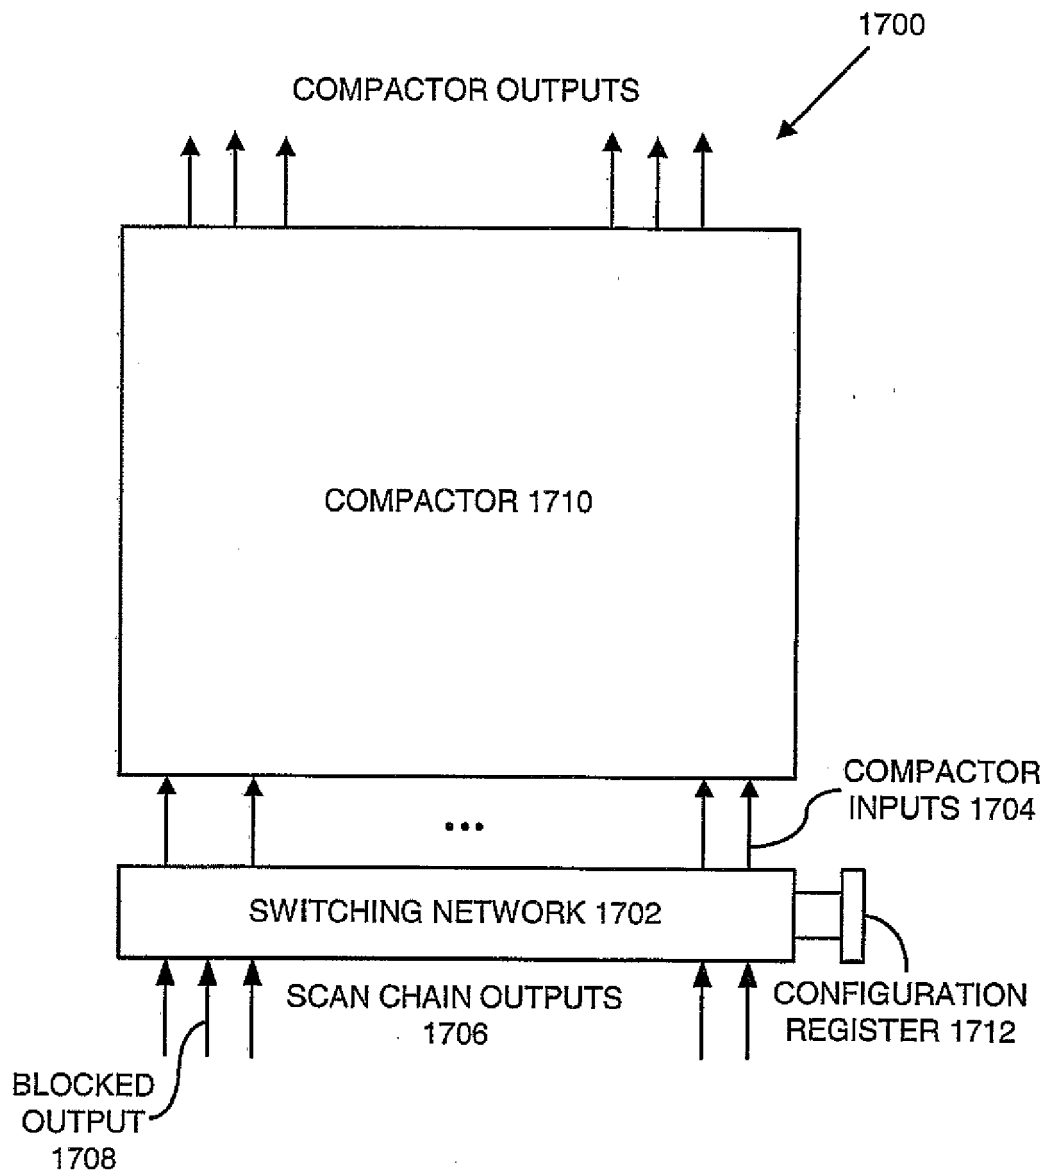 1700
COMPACTOR OUTPUTS
COMPACTOR 1710
COMPACTOR
INPUTS 1704
...
SWITCHING NETWORK 1702
SCAN CHAIN OUTPUTS
1706
CONFIGURATION
REGISTER 1712
BLOCKED
OUTPUT
1708